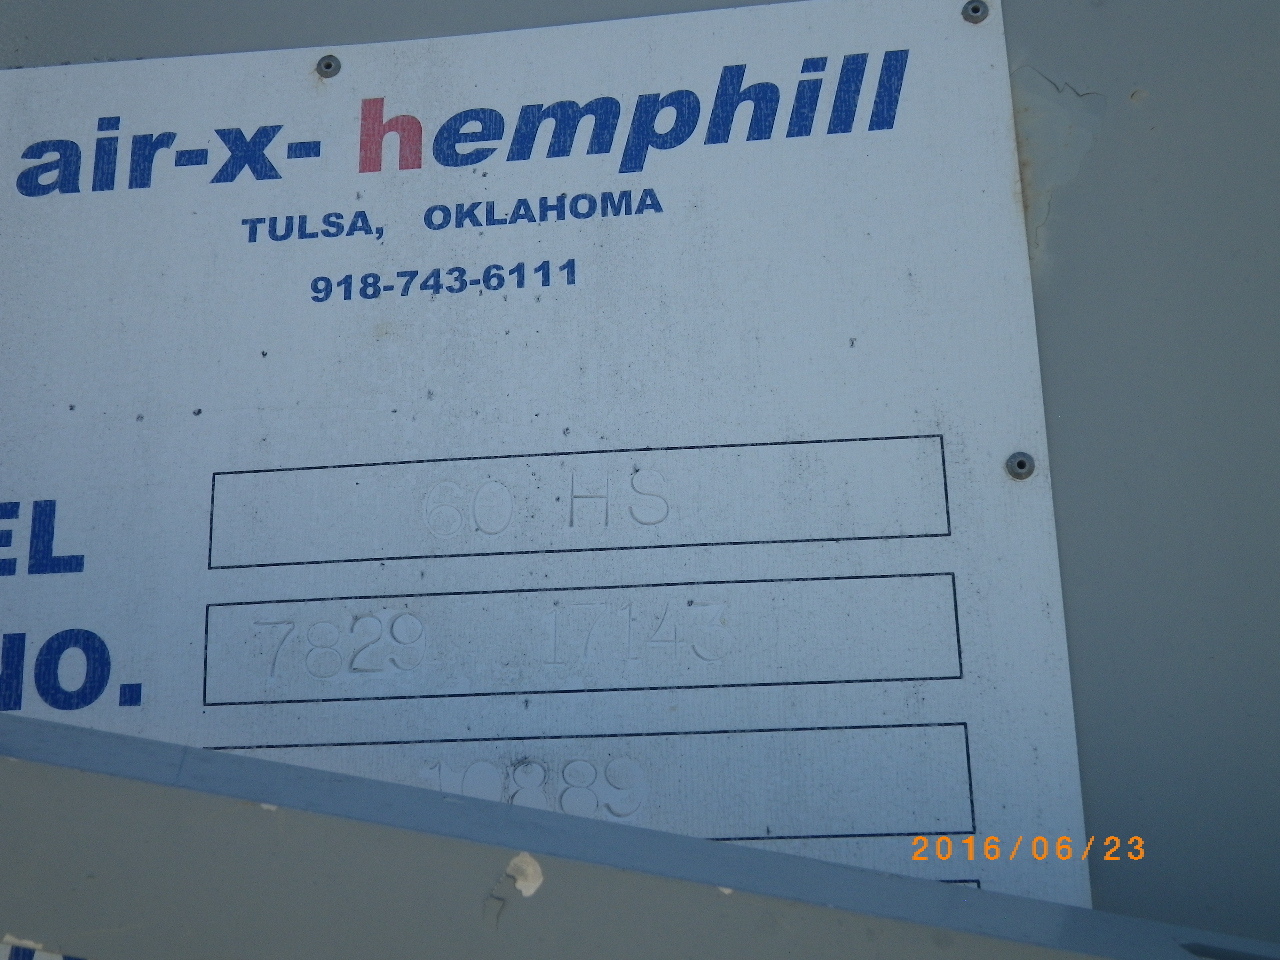 air-x- hemphill
TULSA, OKLAHOMA
918-743-6111
EL 60 HS
NO. 7829 17143
2016/06/23